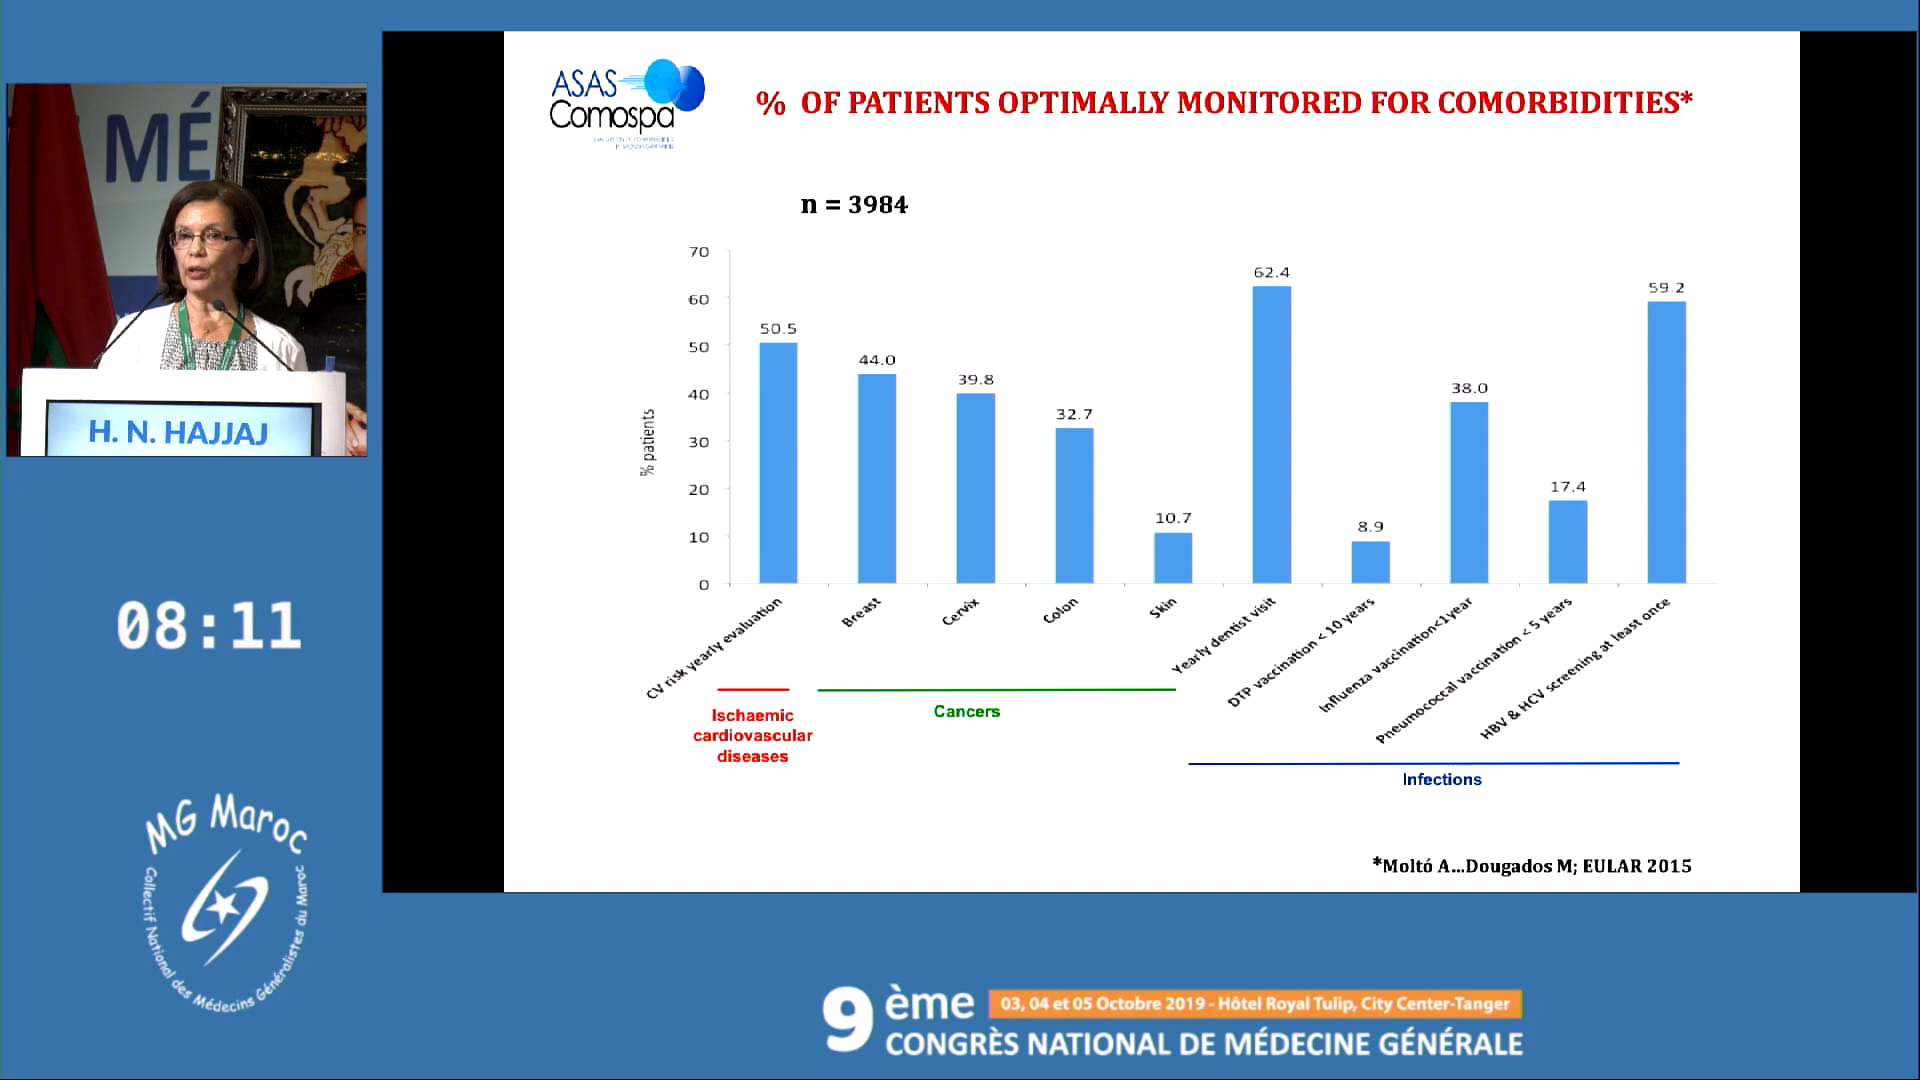 MÉ
H. N. HAJJAJ
08:11
MG Maroc
Collectif National des Médecins Généralistes du Maroc
ASAS
Comospa
% OF PATIENTS OPTIMALLY MONITORED FOR COMORBIDITIES*
n = 3984
% patients
70
60
50
40
30
20
10
0
50.5
44.0
39.8
32.7
10.7
62.4
8.9
38.0
17.4
59.2
CV risk yearly evaluation
Breast
Cervix
Colon
Skin
Yearly dentist visit
DTP vaccination < 10 years
Influenza vaccination<1year
Pneumococcal vaccination < 5 years
HBV & HCV screening at least once
Ischaemic
cardiovascular
diseases
Cancers
Infections
*Moltó A...Dougados M; EULAR 2015
9 ème
03, 04 et 05 Octobre 2019 - Hôtel Royal Tulip, City Center-Tanger
CONGRÈS NATIONAL DE MÉDECINE GÉNÉRALE